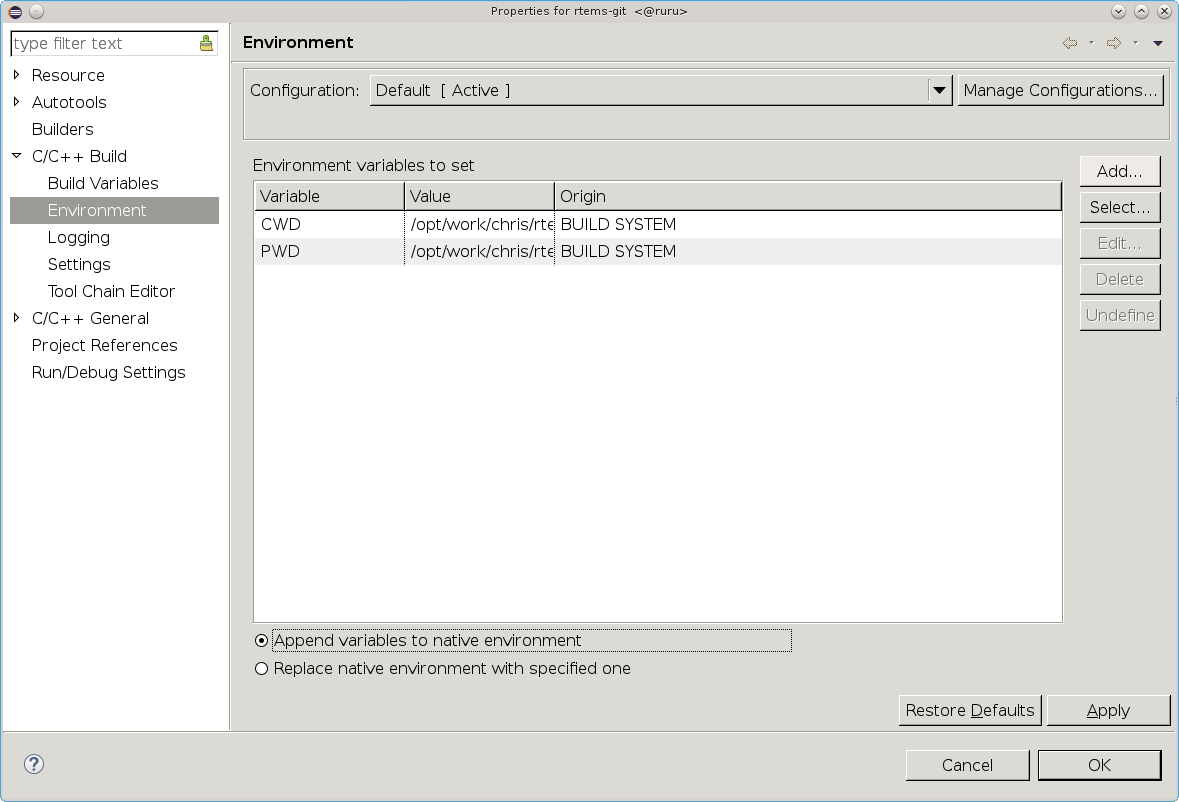 Properties for rtems-git <@ruru>
type filter text
Resource
Autotools
Builders
C/C++ Build
Build Variables
Environment
Logging
Settings
Tool Chain Editor
C/C++ General
Project References
Run/Debug Settings
Environment
Configuration: Default [ Active ] Manage Configurations...
Environment variables to set
Variable Value Origin
CWD /opt/work/chris/rte BUILD SYSTEM
PWD /opt/work/chris/rte BUILD SYSTEM
Add...
Select...
Edit...
Delete
Undefine
Append variables to native environment
Replace native environment with specified one
Restore Defaults Apply
? Cancel OK